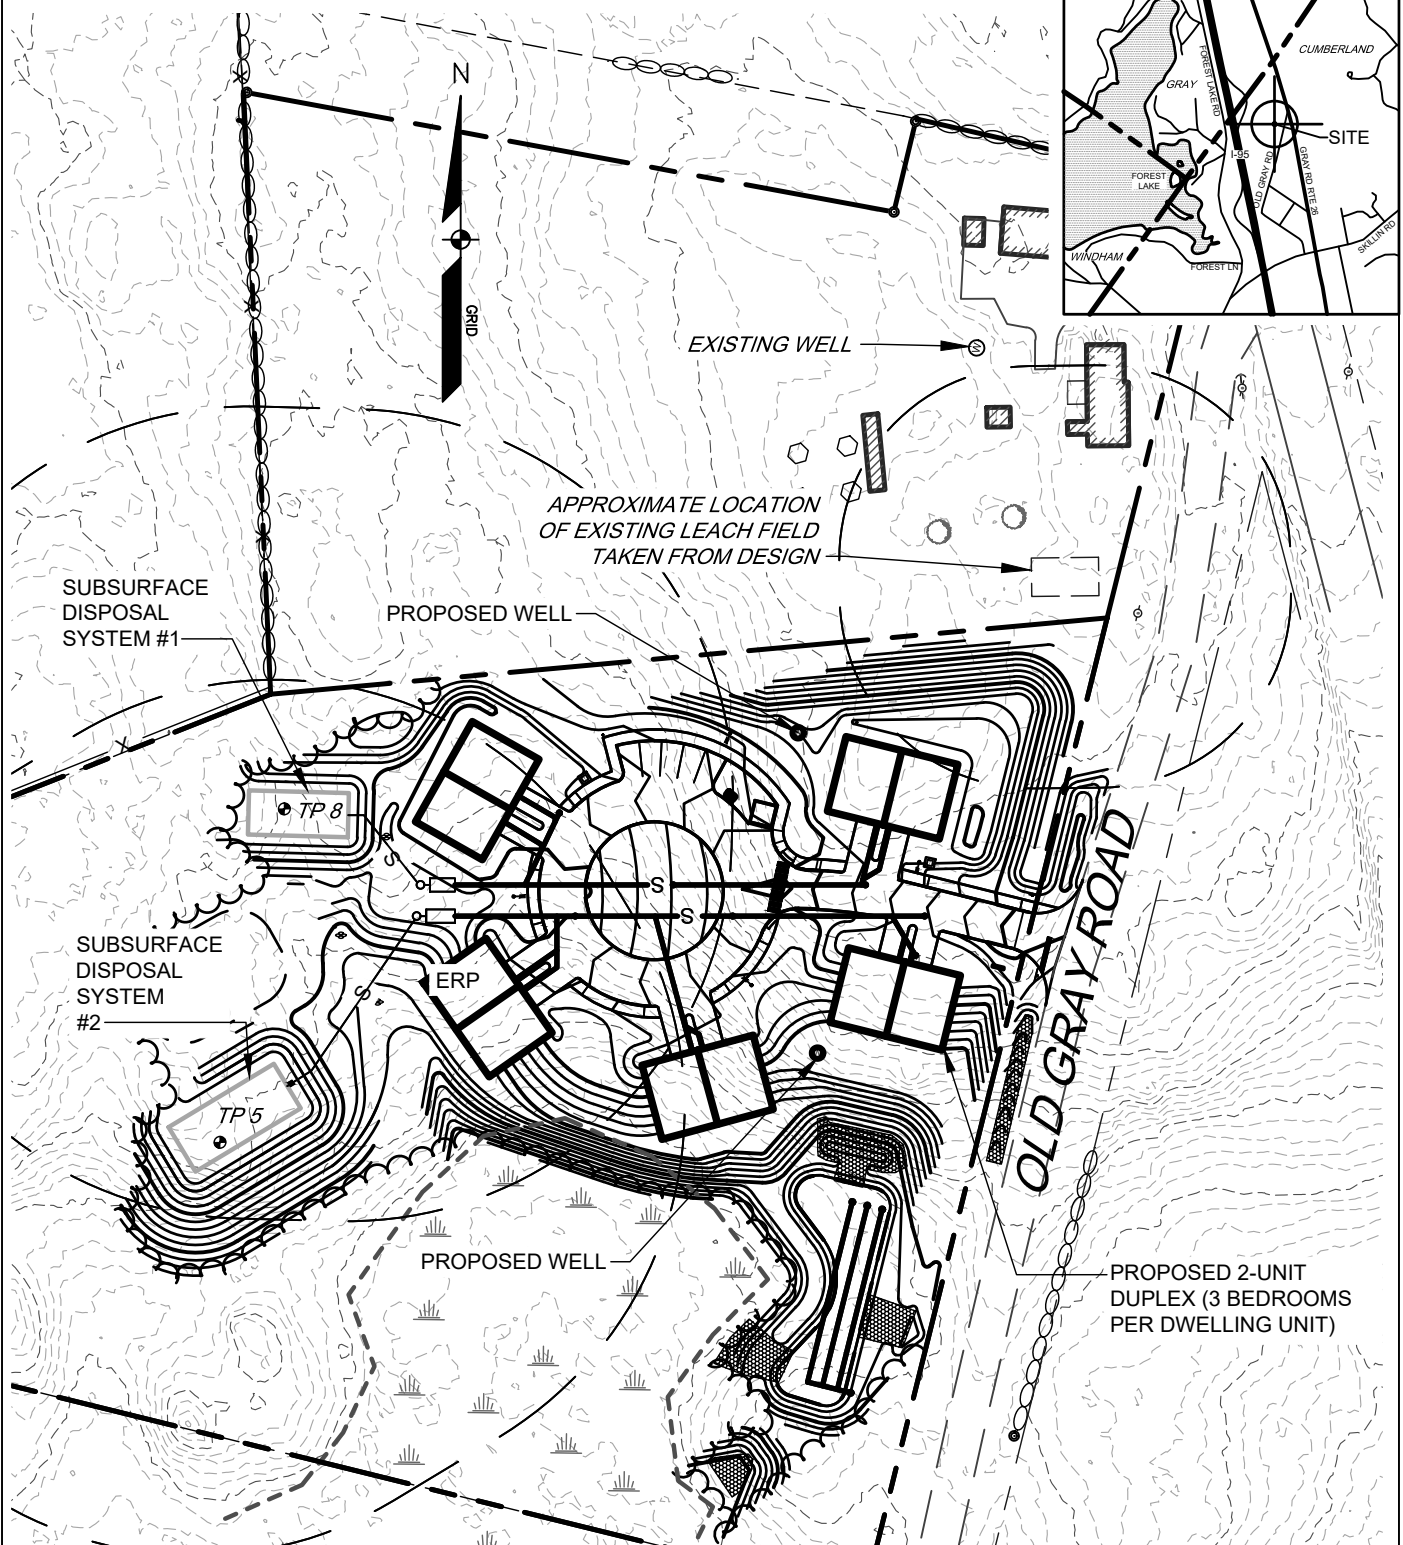 N
GRID
CUMBERLAND
GRAY
FOREST LAKE RD
SITE
I-95
OLD GRAY RD
GRAY RD RTE 26
FOREST
LAKE
SKILLIN RD
WINDHAM
FOREST LN
EXISTING WELL
W
APPROXIMATE LOCATION
OF EXISTING LEACH FIELD
TAKEN FROM DESIGN
SUBSURFACE
DISPOSAL
SYSTEM #1
PROPOSED WELL
X
TP 8
S
S
S
SUBSURFACE
DISPOSAL
SYSTEM
#2
ERP
S
TP 5
OLD GRAY ROAD
PROPOSED WELL
PROPOSED 2-UNIT
DUPLEX (3 BEDROOMS
PER DWELLING UNIT)